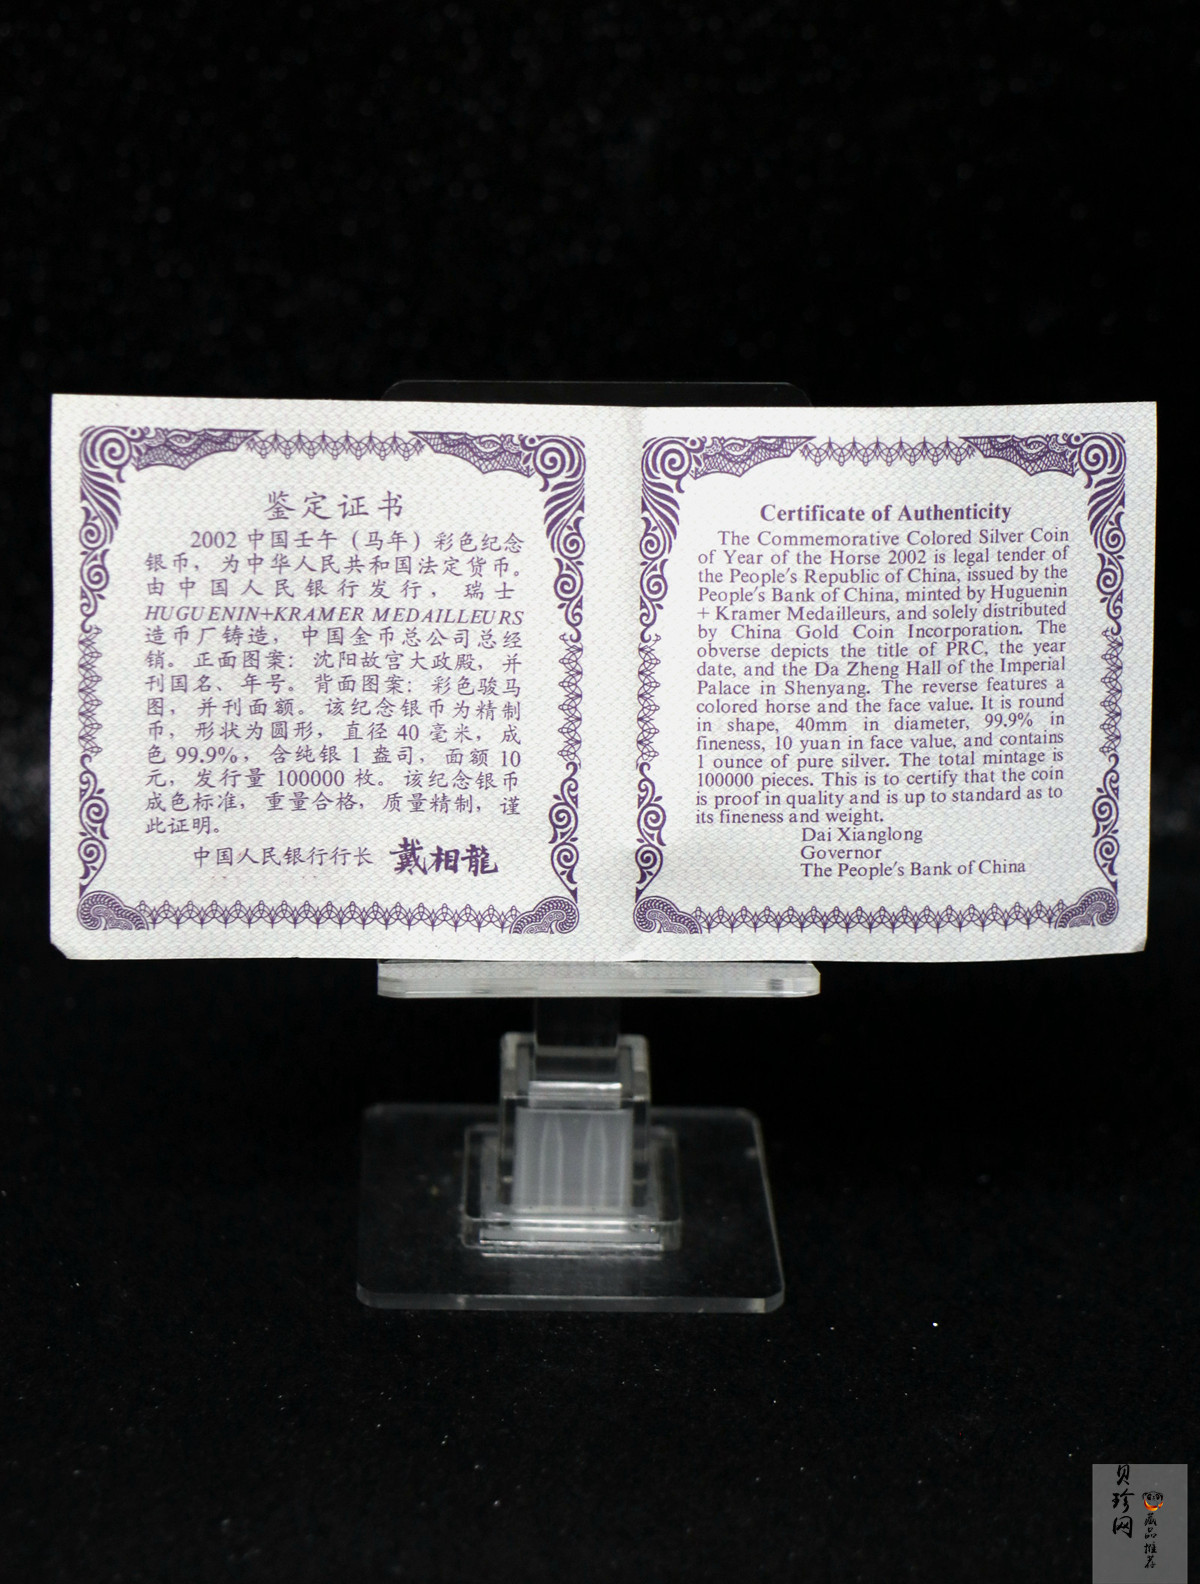 鉴定证书
2002 中国壬午（马年）彩色纪念
银币，为中华人民共和国法定货币。
由中国人民银行发行，瑞士
HUGUENIN+KRAMER MEDAILLEURS
造币厂铸造，中国金币总公司总经
销。正面图案：沈阳故宫大政殿，并
刊国名、年号。背面图案：彩色骏马
图，并刊面额。该纪念银币为精制
币，形状为圆形，直径 40 毫米，成
色 99.9%，含纯银 1 盎司，面额 10
元，发行量 100000 枚。该纪念银币
成色标准，重量合格，质量精制，谨
此证明。
中国人民银行行长 戴相龍
Certificate of Authenticity
The Commemorative Colored Silver Coin
of Year of the Horse 2002 is legal tender of
the People's Republic of China, issued by the
People's Bank of China, minted by Huguenin
+ Kramer Medailleurs, and solely distributed
by China Gold Coin Incorporation. The
obverse depicts the title of PRC, the year
date, and the Da Zheng Hall of the Imperial
Palace in Shenyang. The reverse features a
colored horse and the face value. It is round
in shape, 40mm in diameter, 99.9% in
fineness, 10 yuan in face value, and contains
1 ounce of pure silver. The total mintage is
100000 pieces. This is to certify that the coin
is proof in quality and is up to standard as to
its fineness and weight.
Dai Xianglong
Governor
The People's Bank of China
贝珍网
藏品推荐